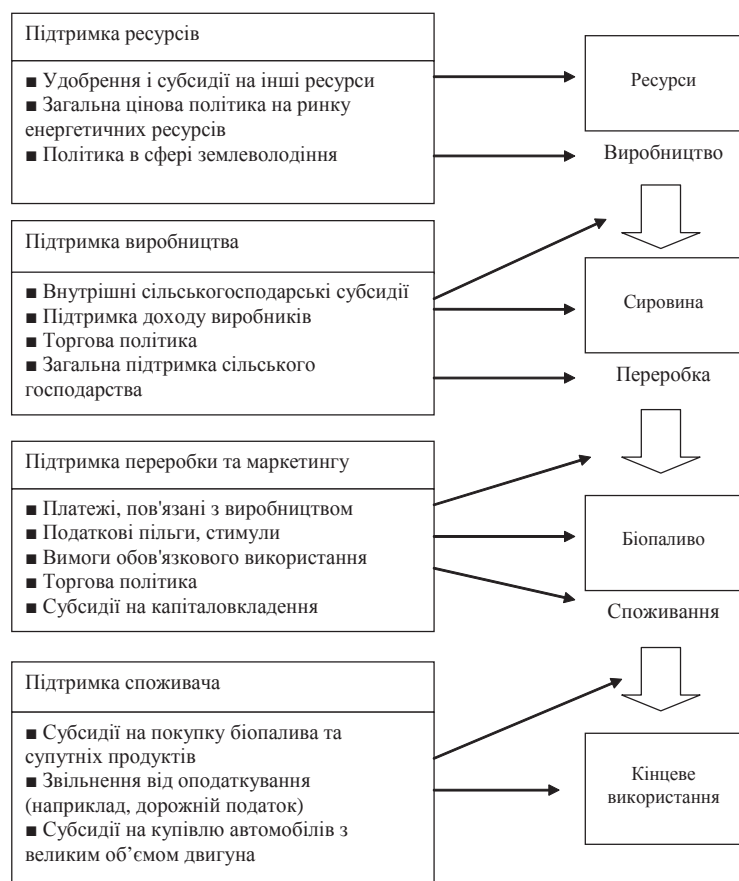 Підтримка ресурсів
■ Удобрення і субсидії на інші ресурси
■ Загальна цінова політика на ринку
енергетичних ресурсів
■ Політика в сфері землеволодіння
Ресурси
Виробництво
Підтримка виробництва
■ Внутрішні сільськогосподарські субсидії
■ Підтримка доходу виробників
■ Торгова політика
■ Загальна підтримка сільського
господарства
Сировина
Переробка
Підтримка переробки та маркетингу
■ Платежі, пов'язані з виробництвом
■ Податкові пільги, стимули
■ Вимоги обов'язкового використання
■ Торгова політика
■ Субсидії на капіталовкладення
Біопаливо
Споживання
Підтримка споживача
■ Субсидії на покупку біопалива та
супутніх продуктів
■ Звільнення від оподаткування
(наприклад, дорожній податок)
■ Субсидії на купівлю автомобілів з
великим об’ємом двигуна
Кінцеве
використання